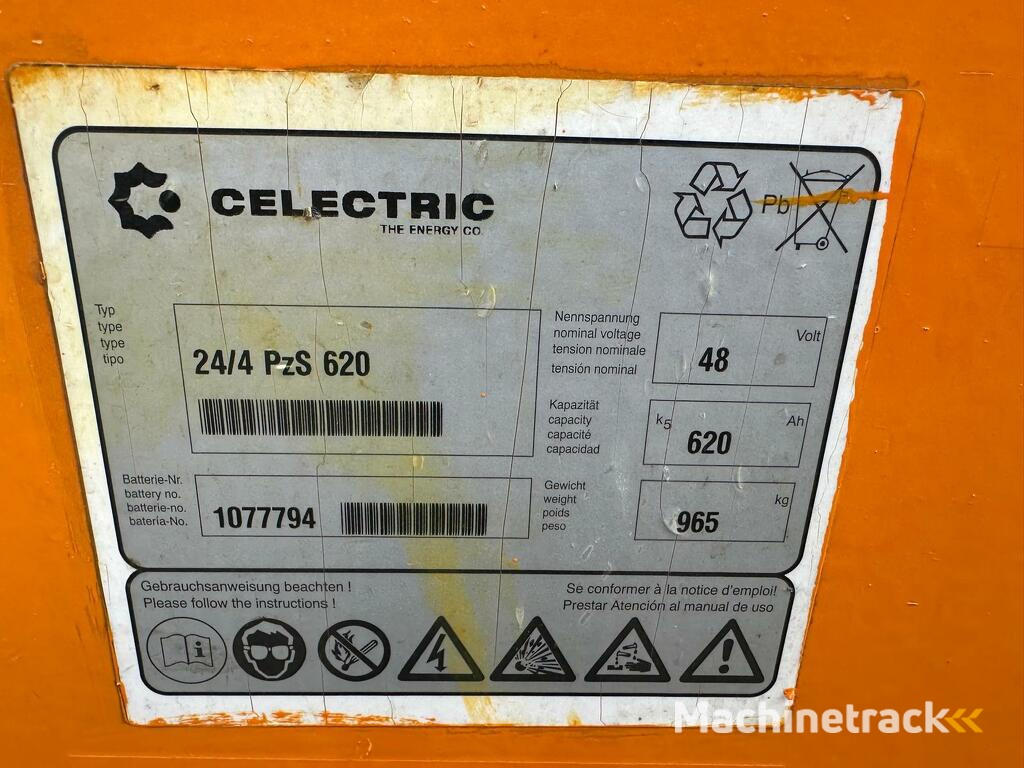 CELECTRIC
THE ENERGY CO.
Pb
Typ
type
type
tipo
24/4 PzS 620
Nennspannung
nominal voltage
tension nominale
tensión nominal
Volt
48
Kapazität
capacity
capacité
capacidad
k5
Ah
620
Batterie-Nr.
battery no.
batterie-no.
batería-No.
1077794
Gewicht
weight
poids
peso
kg
965
Gebrauchsanweisung beachten !
Please follow the instructions !
Se conformer à la notice d'emploi!
Prestar Atención al manual de uso
Machinetrack